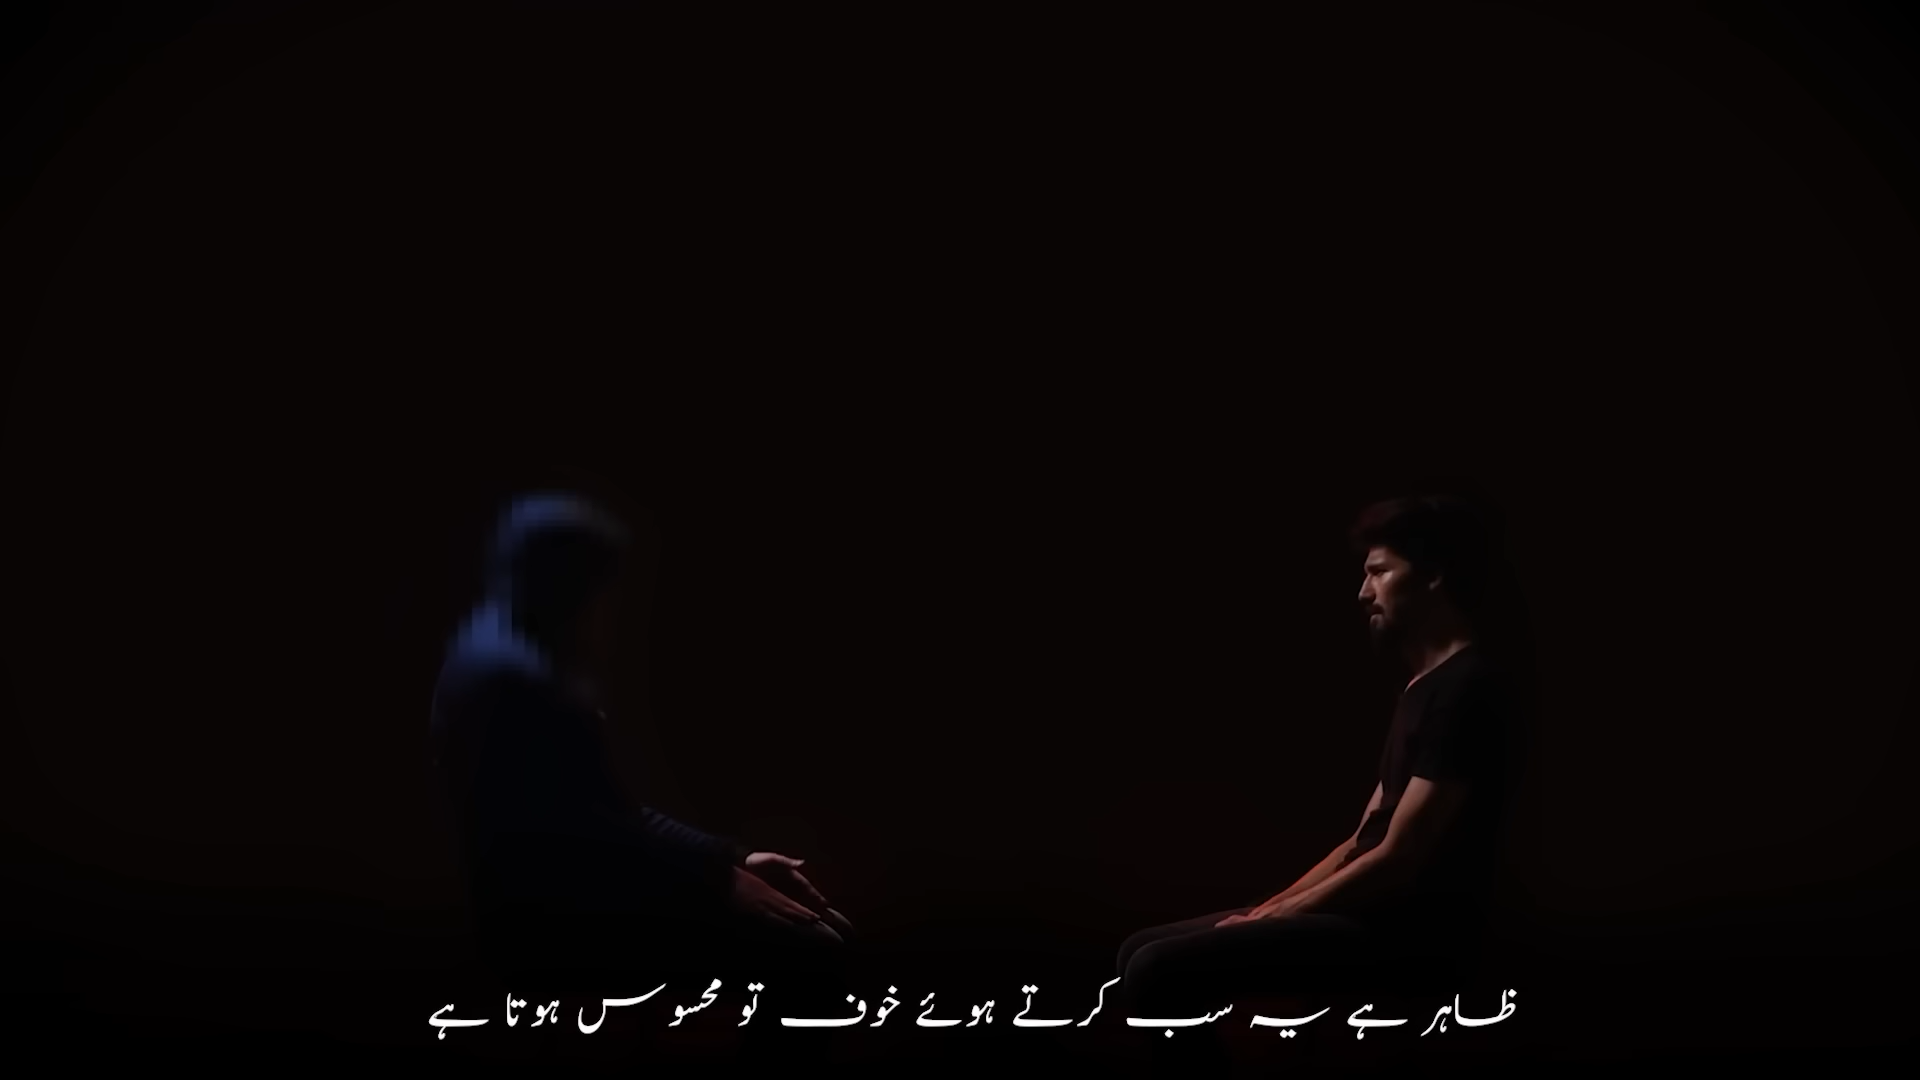 ظاہر ہے یہ سب کرتے ہوئے خوف تو محسوس ہوتا ہے